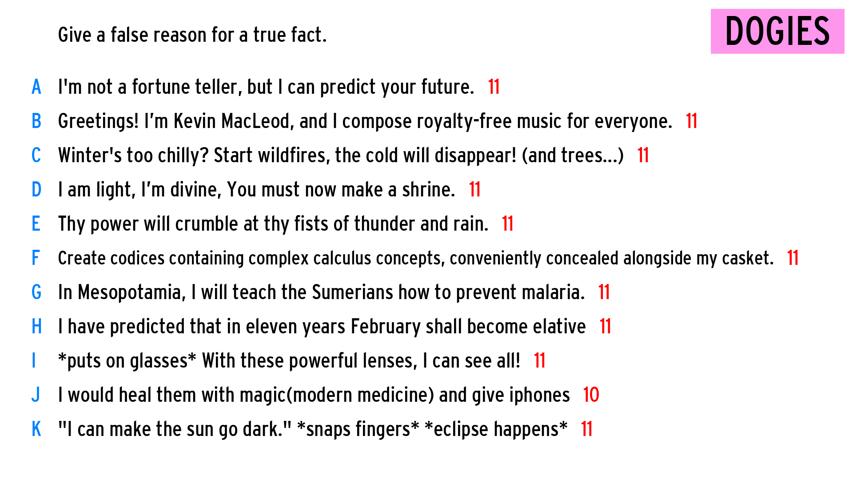 Give a false reason for a true fact.
DOGIES
A I'm not a fortune teller, but I can predict your future. 11
B Greetings! I'm Kevin MacLeod, and I compose royalty-free music for everyone. 11
C Winter's too chilly? Start wildfires, the cold will disappear! (and trees...) 11
D I am light, I'm divine, You must now make a shrine. 11
E Thy power will crumble at thy fists of thunder and rain. 11
F Create codices containing complex calculus concepts, conveniently concealed alongside my casket. 11
G In Mesopotamia, I will teach the Sumerians how to prevent malaria. 11
H I have predicted that in eleven years February shall become elative 11
I *puts on glasses* With these powerful lenses, I can see all! 11
J I would heal them with magic(modern medicine) and give iphones 10
K "I can make the sun go dark." *snaps fingers* *eclipse happens* 11